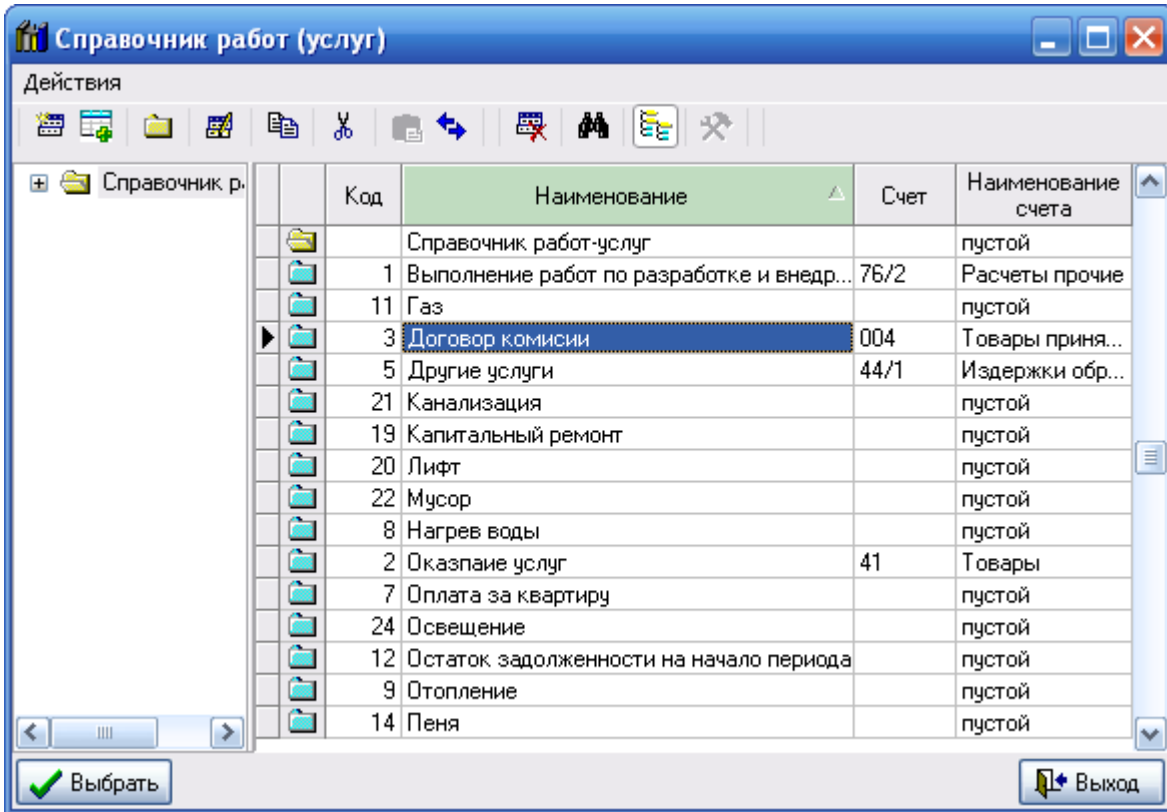 Справочник работ (услуг)
Действия
Справочник р.
Код Наименование Счет Наименование счета
Справочник работ-услуг пустой
1 Выполнение работ по разработке и внедр... 76/2 Расчеты прочие
11 Газ пустой
3 Договор комисии 004 Товары приня...
5 Другие услуги 44/1 Издержки обр...
21 Канализация пустой
19 Капитальный ремонт пустой
20 Лифт пустой
22 Мусор пустой
8 Нагрев воды пустой
2 Оказпаие услуг 41 Товары
7 Оплата за квартиру пустой
24 Освещение пустой
12 Остаток задолженности на начало периода пустой
9 Отопление пустой
14 Пеня пустой
Выбрать Выход